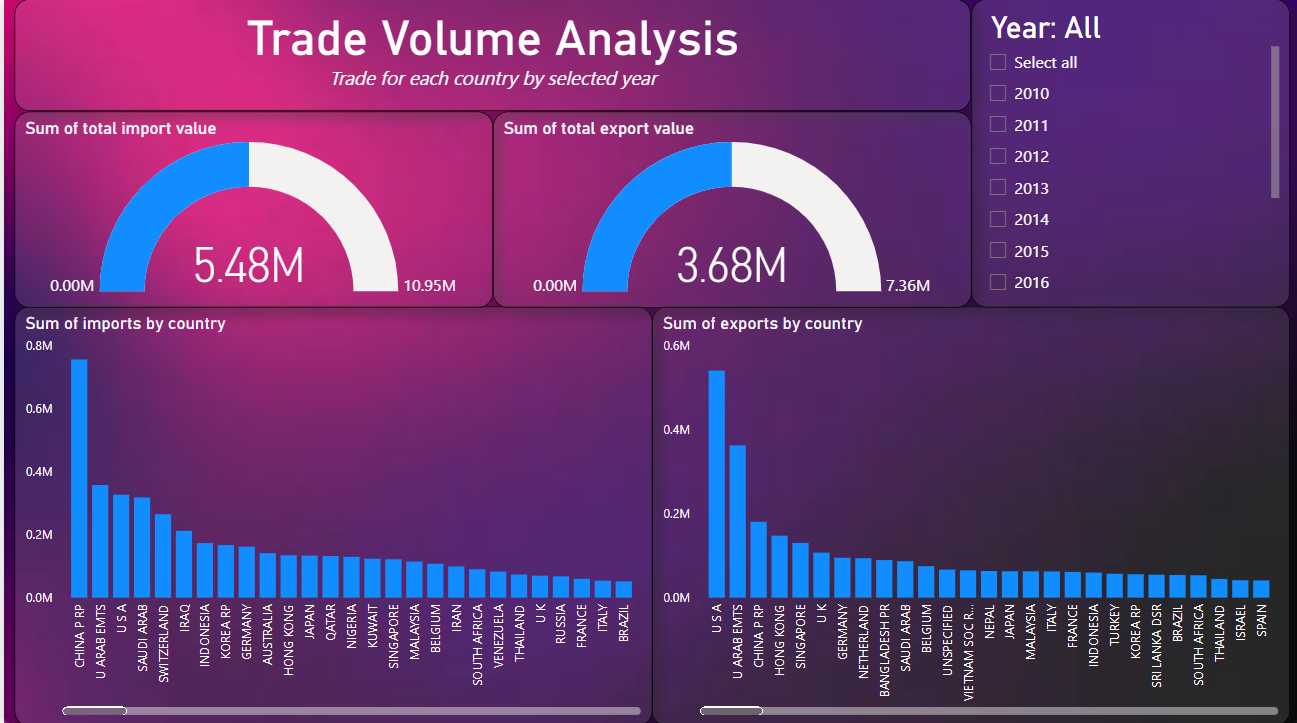 Trade Volume Analysis
Trade for each country by selected year
Year: All
Select all
2010
2011
2012
2013
2014
2015
2016
Sum of total import value
5.48M
0.00M
10.95M
Sum of total export value
3.68M
0.00M
7.36M
Sum of imports by country
0.8M
0.6M
0.4M
0.2M
0.0M
CHINA P RP
U ARAB EMTS
U S A
SAUDI ARAB
SWITZERLAND
IRAQ
INDONESIA
KOREA RP
GERMANY
AUSTRALIA
HONG KONG
JAPAN
QATAR
NIGERIA
KUWAIT
SINGAPORE
MALAYSIA
BELGIUM
IRAN
SOUTH AFRICA
VENEZUELA
THAILAND
U K
RUSSIA
FRANCE
ITALY
BRAZIL
Sum of exports by country
0.6M
0.4M
0.2M
0.0M
U S A
U ARAB EMTS
CHINA P RP
HONG KONG
SINGAPORE
U K
GERMANY
NETHERLAND
BANGLADESH PR
SAUDI ARAB
BELGIUM
UNSPECIFIED
VIETNAM SOC R...
NEPAL
JAPAN
MALAYSIA
ITALY
FRANCE
INDONESIA
TURKEY
KOREA RP
SRI LANKA DSR
BRAZIL
SOUTH AFRICA
THAILAND
ISRAEL
SPAIN